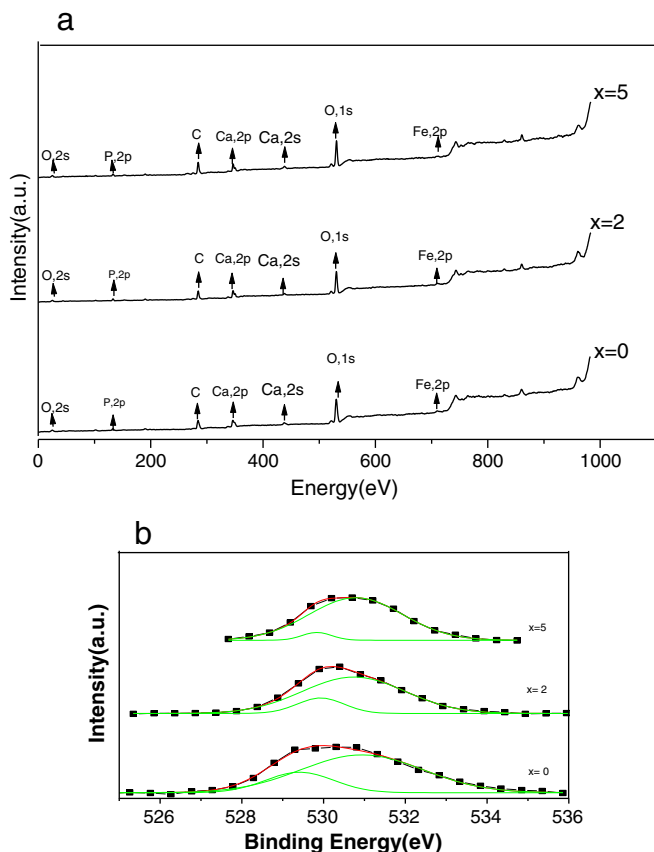 a
x=5
O,1s
C Ca,2p Ca,2s Fe,2p
O,2s P,2p
x=2
O,1s
C Ca,2p Ca,2s Fe,2p
O,2s P,2p
x=0
O,1s
C Ca,2p Ca,2s Fe,2p
O,2s P,2p
Intensity(a.u.)
0 200 400 600 800 1000
Energy(eV)
b
x=5
x= 2
x= 0
Intensity(a.u.)
526 528 530 532 534 536
Binding Energy(eV)